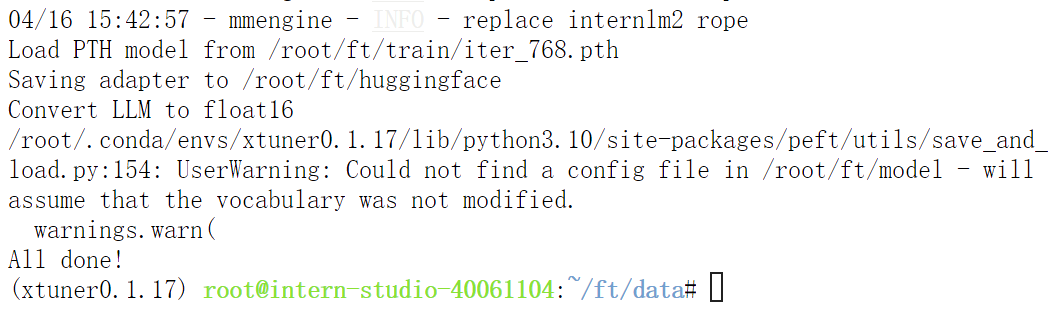 04/16 15:42:57 - mmengine - INFO - replace internlm2 rope
Load PTH model from /root/ft/train/iter_768.pth
Saving adapter to /root/ft/huggingface
Convert LLM to float16
/root/.conda/envs/xtuner0.1.17/lib/python3.10/site-packages/peft/utils/save_and_
load.py:154: UserWarning: Could not find a config file in /root/ft/model - will
assume that the vocabulary was not modified.
  warnings.warn(
All done!
(xtuner0.1.17) root@intern-studio-40061104:~/ft/data#